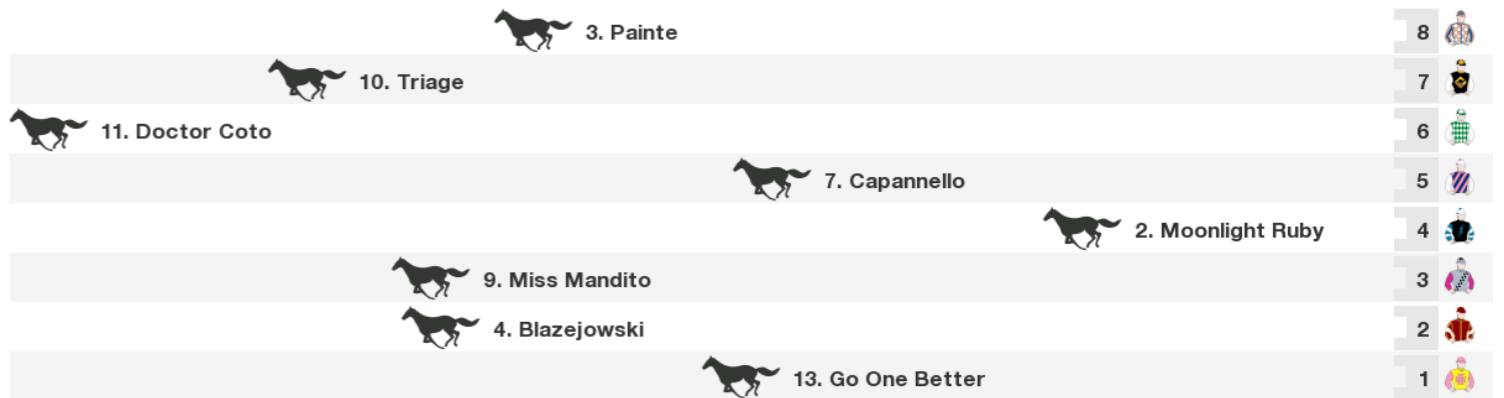 3. Painte 8
10. Triage 7
11. Doctor Coto 6
7. Capannello 5
2. Moonlight Ruby 4
9. Miss Mandito 3
4. Blazejowski 2
13. Go One Better 1